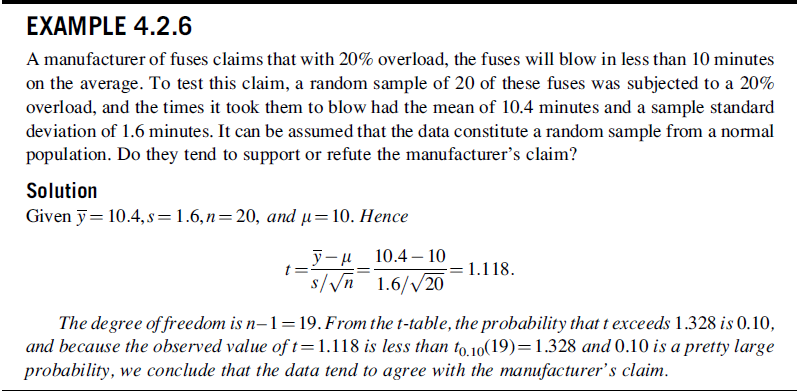 EXAMPLE 4.2.6
A manufacturer of fuses claims that with 20% overload, the fuses will blow in less than 10 minutes
on the average. To test this claim, a random sample of 20 of these fuses was subjected to a 20%
overload, and the times it took them to blow had the mean of 10.4 minutes and a sample standard
deviation of 1.6 minutes. It can be assumed that the data constitute a random sample from a normal
population. Do they tend to support or refute the manufacturer's claim?
Solution
Given ȳ=10.4, s=1.6, n=20, and μ=10. Hence
t = (ȳ−μ)/(s/√n) = (10.4−10)/(1.6/√20) = 1.118.
The degree of freedom is n−1=19. From the t-table, the probability that t exceeds 1.328 is 0.10,
and because the observed value of t=1.118 is less than t₀.₁₀(19)=1.328 and 0.10 is a pretty large
probability, we conclude that the data tend to agree with the manufacturer's claim.